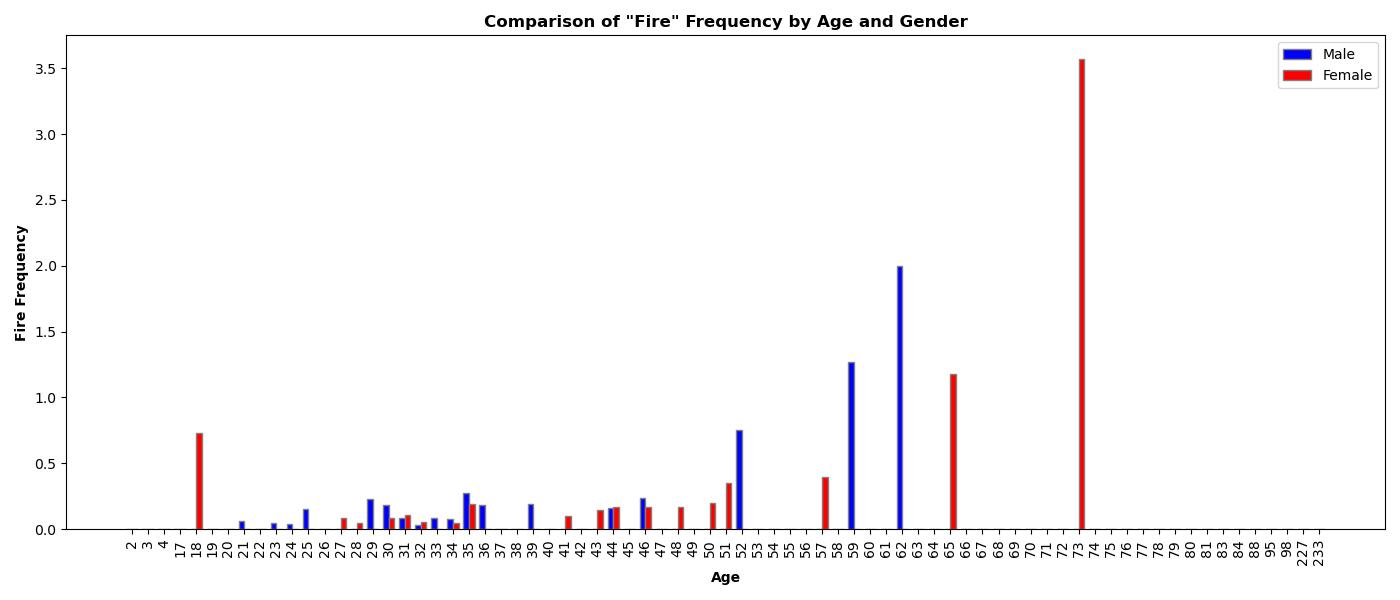 Comparison of "Fire" Frequency by Age and Gender
Male
Female
Fire Frequency
3.5
3.0
2.5
2.0
1.5
1.0
0.5
0.0
2 3 4 17 18 19 20 21 22 23 24 25 26 27 28 29 30 31 32 33 34 35 36 37 38 39 40 41 42 43 44 45 46 47 48 49 50 51 52 53 54 55 56 57 58 59 60 61 62 63 64 65 66 67 68 69 70 71 72 73 74 75 76 77 78 79 80 81 83 84 88 95 98 227 233
Age